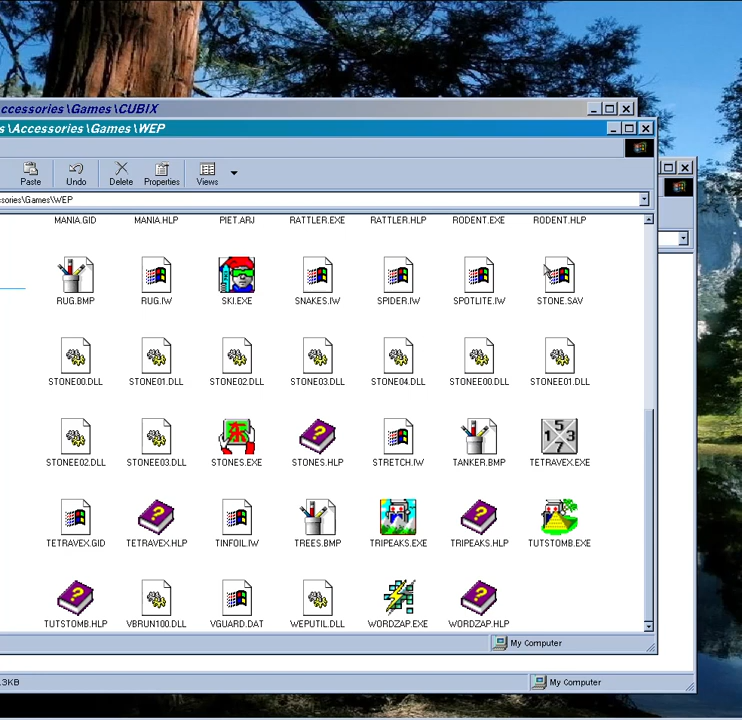 ccessories\Games\CUBIX
s\Accessories\Games\WEP
Paste Undo Delete Properties Views
sories\Games\WEP
MANIA.GID MANIA.HLP PIET.ARJ RATTLER.EXE RATTLER.HLP RODENT.EXE RODENT.HLP
RUG.BMP RUG.IW SKI.EXE SNAKES.IW SPIDER.IW SPOTLITE.IW STONE.SAV
STONE00.DLL STONE01.DLL STONE02.DLL STONE03.DLL STONE04.DLL STONEE00.DLL STONEE01.DLL
5
1 3
7
STONEE02.DLL STONEE03.DLL STONES.EXE STONES.HLP STRETCH.IW TANKER.BMP TETRAVEX.EXE
TETRAVEX.GID TETRAVEX.HLP TINFOIL.IW TREES.BMP TRIPEAKS.EXE TRIPEAKS.HLP TUTSTOMB.EXE
TUTSTOMB.HLP VBRUN100.DLL VGUARD.DAT WEPUTIL.DLL WORDZAP.EXE WORDZAP.HLP
My Computer
.3KB My Computer